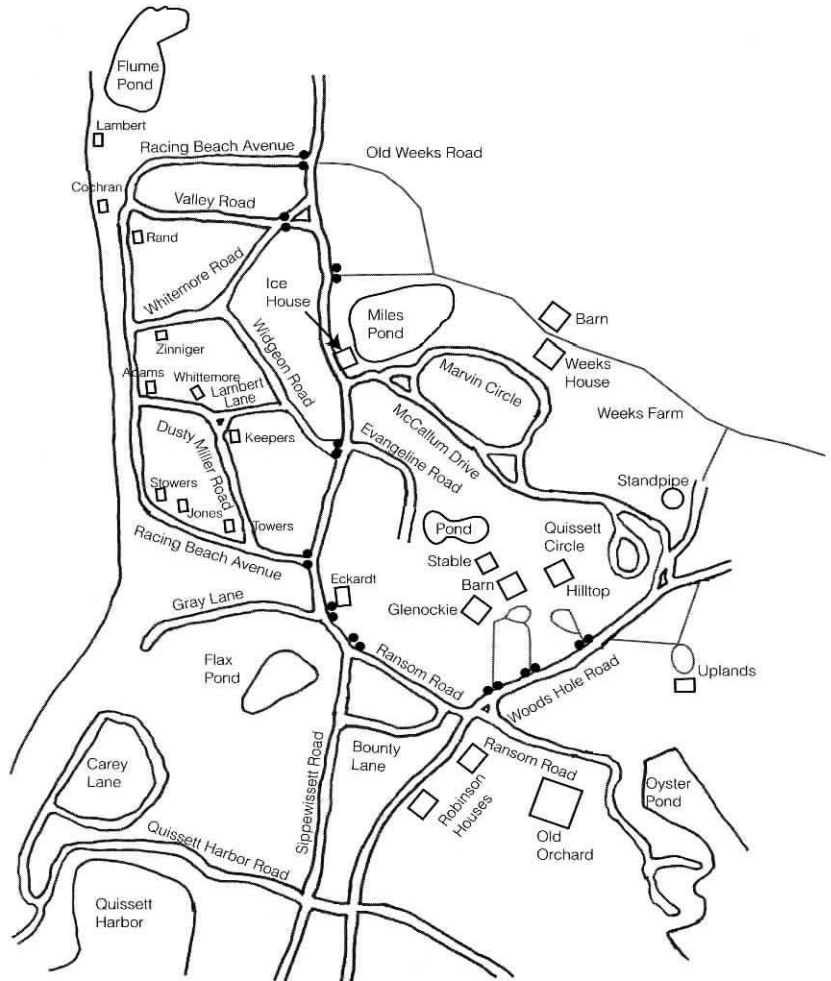 Flume
Pond
Lambert
Racing Beach Avenue
Old Weeks Road
Cochran
Valley Road
Rand
Whitemore Road
Ice
House
Miles
Pond
Barn
Zinniger
Widgeon Road
Weeks
House
Adams
Whittemore
Lambert
Lane
Marvin Circle
McCallum Drive
Weeks Farm
Keepers
Evangeline Road
Dusty Miller Road
Standpipe
Stowers
Jones
Towers
Pond
Quissett
Circle
Racing Beach Avenue
Stable
Barn
Hilltop
Eckardt
Glenockie
Gray Lane
Flax
Pond
Ransom Road
Woods Hole Road
Uplands
Carey
Lane
Sippewissett Road
Bounty
Lane
Ransom Road
Robinson
Houses
Oyster
Pond
Old
Orchard
Quissett Harbor Road
Quissett
Harbor